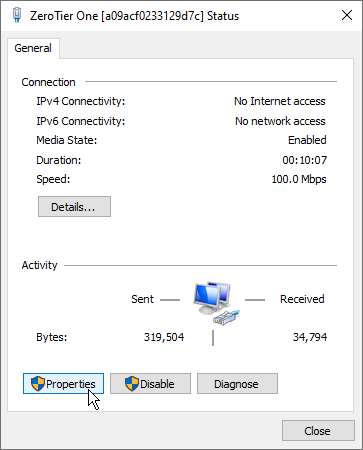 ZeroTier One [a09acf0233129d7c] Status
General
Connection
IPv4 Connectivity: No Internet access
IPv6 Connectivity: No network access
Media State: Enabled
Duration: 00:10:07
Speed: 100.0 Mbps
Details...
Activity
Sent — Received
Bytes: 319,504 34,794
Properties Disable Diagnose
Close